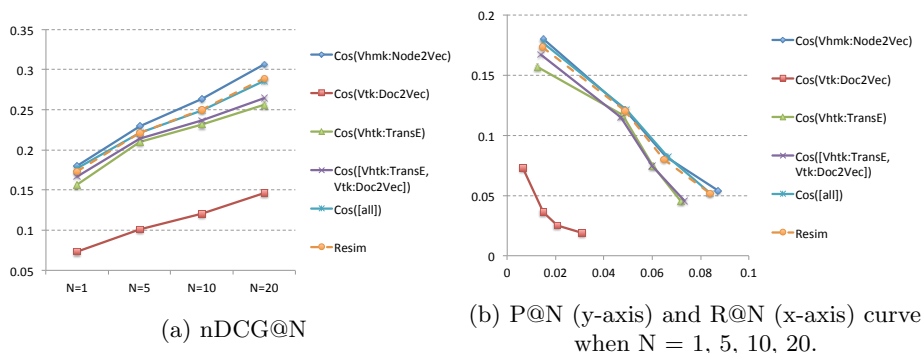 0.35
0.3
0.25
0.2
0.15
0.1
0.05
N=1 N=5 N=10 N=20
Cos(Vhmk:Node2Vec)
Cos(Vtk:Doc2Vec)
Cos(Vhtk:TransE)
Cos([Vhtk:TransE,
Vtk:Doc2Vec])
Cos([all])
Resim
(a) nDCG@N
0.2
0.15
0.1
0.05
0
0 0.02 0.04 0.06 0.08 0.1
Cos(Vhmk:Node2Vec)
Cos(Vtk:Doc2Vec)
Cos(Vhtk:TransE)
Cos([Vhtk:TransE,
Vtk:Doc2Vec])
Cos([all])
Resim
(b) P@N (y-axis) and R@N (x-axis) curve
when N = 1, 5, 10, 20.